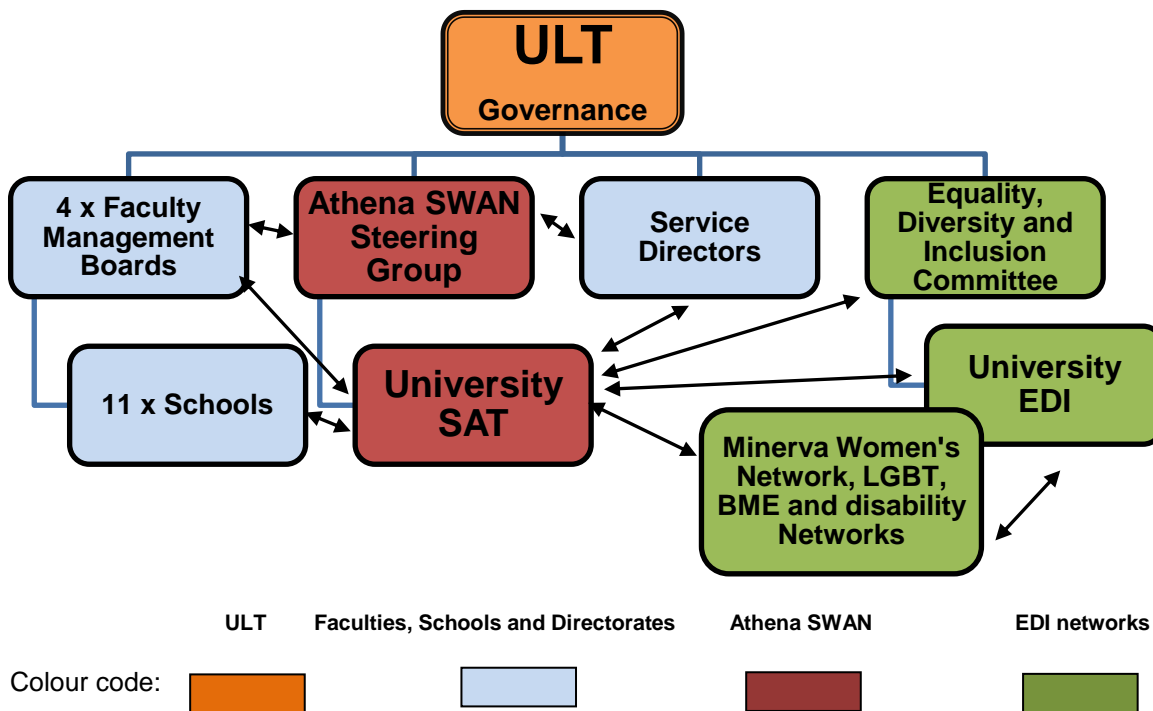 ULT
Governance
4 x Faculty
Management
Boards
Athena SWAN
Steering
Group
Service
Directors
Equality,
Diversity and
Inclusion
Committee
11 x Schools
University
SAT
University
EDI
Minerva Women's
Network, LGBT,
BME and disability
Networks
ULT
Faculties, Schools and Directorates
Athena SWAN
EDI networks
Colour code: